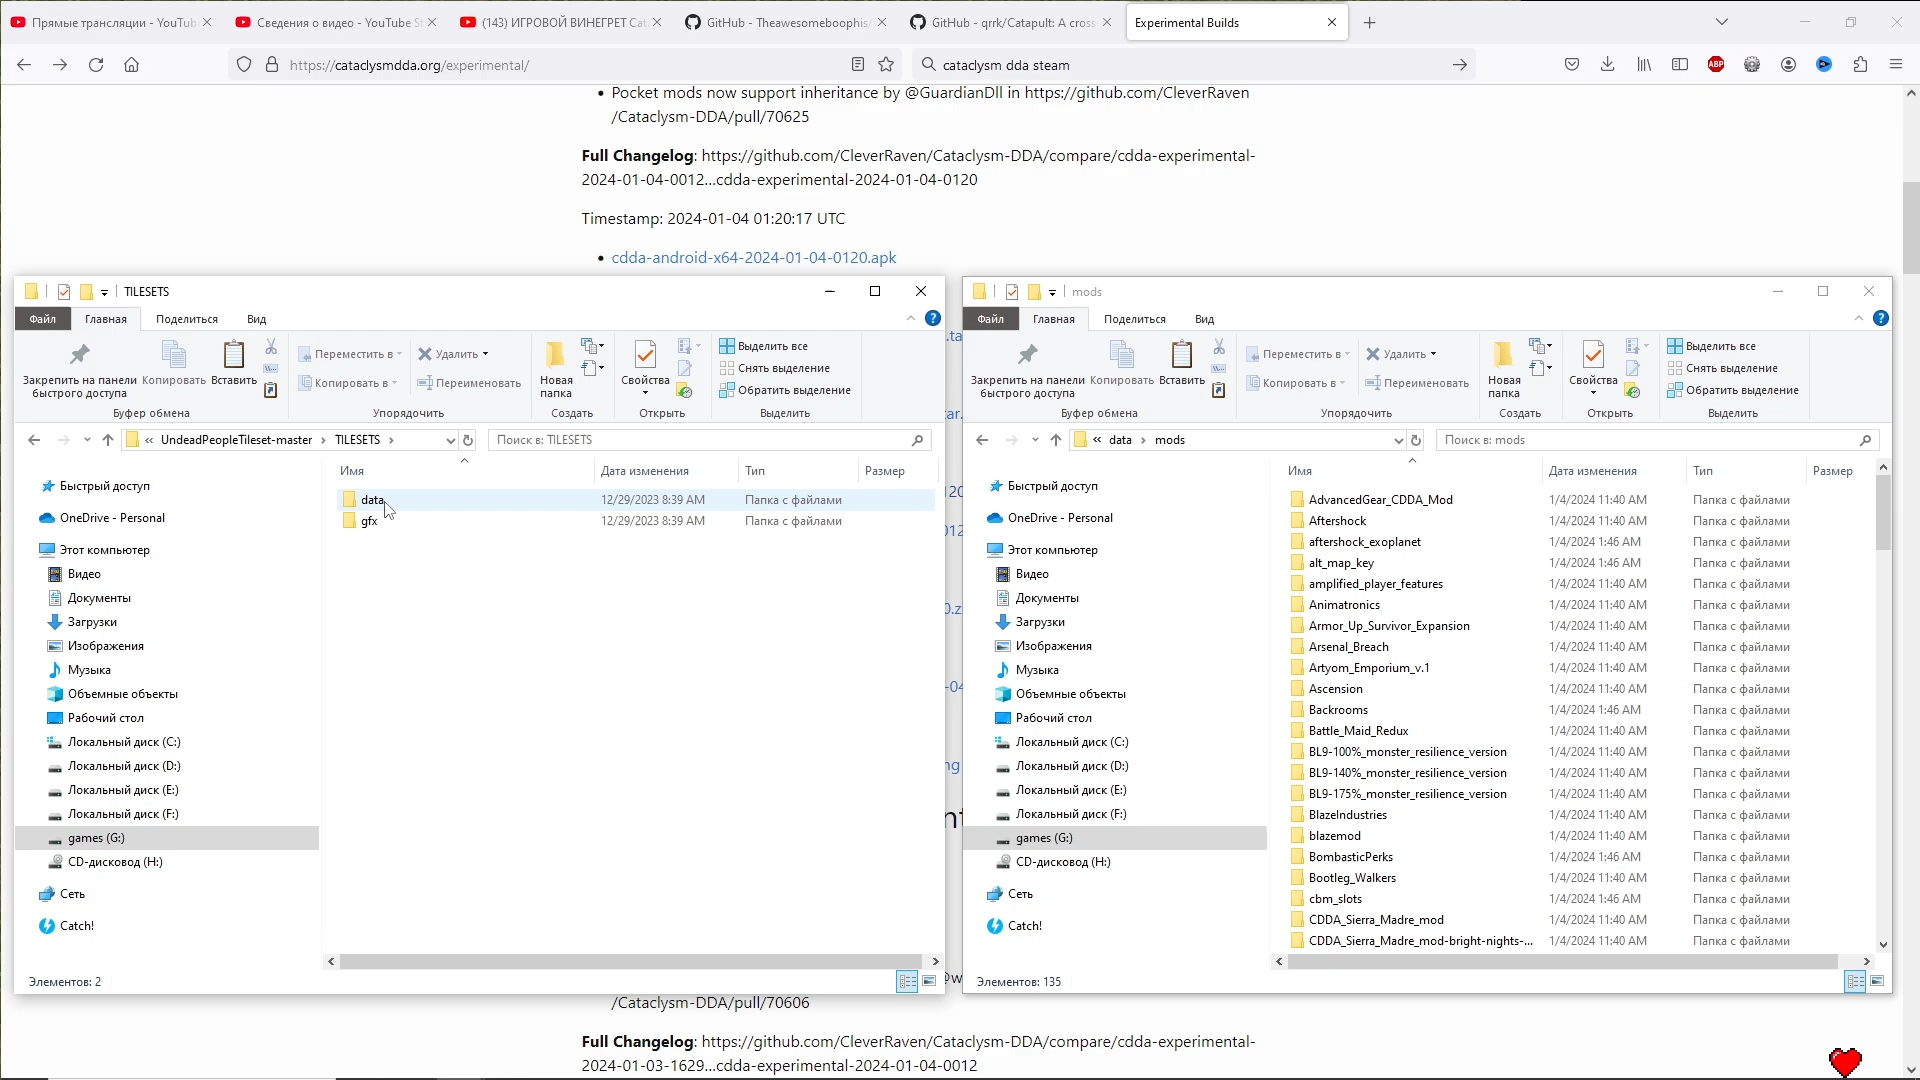 Прямые трансляции - YouTub
Сведения о видео - YouTube St
(143) ИГРОВОЙ ВИНЕГРЕТ Cat
GitHub - Theawesomeboophis/
GitHub - qrrk/Catapult: A cross
Experimental Builds
https://cataclysmdda.org/experimental/
cataclysm dda steam
ABP
• Pocket mods now support inheritance by @GuardianDll in https://github.com/CleverRaven
/Cataclysm-DDA/pull/70625
Full Changelog: https://github.com/CleverRaven/Cataclysm-DDA/compare/cdda-experimental-
2024-01-04-0012...cdda-experimental-2024-01-04-0120
Timestamp: 2024-01-04 01:20:17 UTC
• cdda-android-x64-2024-01-04-0120.apk
TILESETS
Файл
Главная
Поделиться
Вид
Закрепить на панели
быстрого доступа
Копировать
Вставить
Переместить в
Копировать в
Удалить
Переименовать
Новая
папка
Свойства
Выделить все
Снять выделение
Обратить выделение
Буфер обмена
Упорядочить
Создать
Открыть
Выделить
« UndeadPeopleTileset-master › TILESETS ›
Поиск в: TILESETS
Имя
Дата изменения
Тип
Размер
Быстрый доступ
OneDrive - Personal
Этот компьютер
Видео
Документы
Загрузки
Изображения
Музыка
Объемные объекты
Рабочий стол
Локальный диск (C:)
Локальный диск (D:)
Локальный диск (E:)
Локальный диск (F:)
games (G:)
CD-дисковод (H:)
Сеть
Catch!
data 12/29/2023 8:39 AM Папка с файлами
gfx 12/29/2023 8:39 AM Папка с файлами
Элементов: 2
mods
Файл
Главная
Поделиться
Вид
Закрепить на панели
быстрого доступа
Копировать
Вставить
Переместить в
Копировать в
Удалить
Переименовать
Новая
папка
Свойства
Выделить все
Снять выделение
Обратить выделение
Буфер обмена
Упорядочить
Создать
Открыть
Выделить
« data › mods
Поиск в: mods
Имя
Дата изменения
Тип
Размер
Быстрый доступ
OneDrive - Personal
Этот компьютер
Видео
Документы
Загрузки
Изображения
Музыка
Объемные объекты
Рабочий стол
Локальный диск (C:)
Локальный диск (D:)
Локальный диск (E:)
Локальный диск (F:)
games (G:)
CD-дисковод (H:)
Сеть
Catch!
AdvancedGear_CDDA_Mod 1/4/2024 11:40 AM Папка с файлами
Aftershock 1/4/2024 11:40 AM Папка с файлами
aftershock_exoplanet 1/4/2024 1:46 AM Папка с файлами
alt_map_key 1/4/2024 1:46 AM Папка с файлами
amplified_player_features 1/4/2024 11:40 AM Папка с файлами
Animatronics 1/4/2024 11:40 AM Папка с файлами
Armor_Up_Survivor_Expansion 1/4/2024 11:40 AM Папка с файлами
Arsenal_Breach 1/4/2024 11:40 AM Папка с файлами
Artyom_Emporium_v.1 1/4/2024 11:40 AM Папка с файлами
Ascension 1/4/2024 11:40 AM Папка с файлами
Backrooms 1/4/2024 1:46 AM Папка с файлами
Battle_Maid_Redux 1/4/2024 11:40 AM Папка с файлами
BL9-100%_monster_resilience_version 1/4/2024 11:40 AM Папка с файлами
BL9-140%_monster_resilience_version 1/4/2024 11:40 AM Папка с файлами
BL9-175%_monster_resilience_version 1/4/2024 11:40 AM Папка с файлами
BlazeIndustries 1/4/2024 11:40 AM Папка с файлами
blazemod 1/4/2024 11:40 AM Папка с файлами
BombasticPerks 1/4/2024 1:46 AM Папка с файлами
Bootleg_Walkers 1/4/2024 11:40 AM Папка с файлами
cbm_slots 1/4/2024 1:46 AM Папка с файлами
CDDA_Sierra_Madre_mod 1/4/2024 11:40 AM Папка с файлами
CDDA_Sierra_Madre_mod-bright-nights-... 1/4/2024 11:40 AM Папка с файлами
Элементов: 135
/Cataclysm-DDA/pull/70606
Full Changelog: https://github.com/CleverRaven/Cataclysm-DDA/compare/cdda-experimental-
2024-01-03-1629...cdda-experimental-2024-01-04-0012